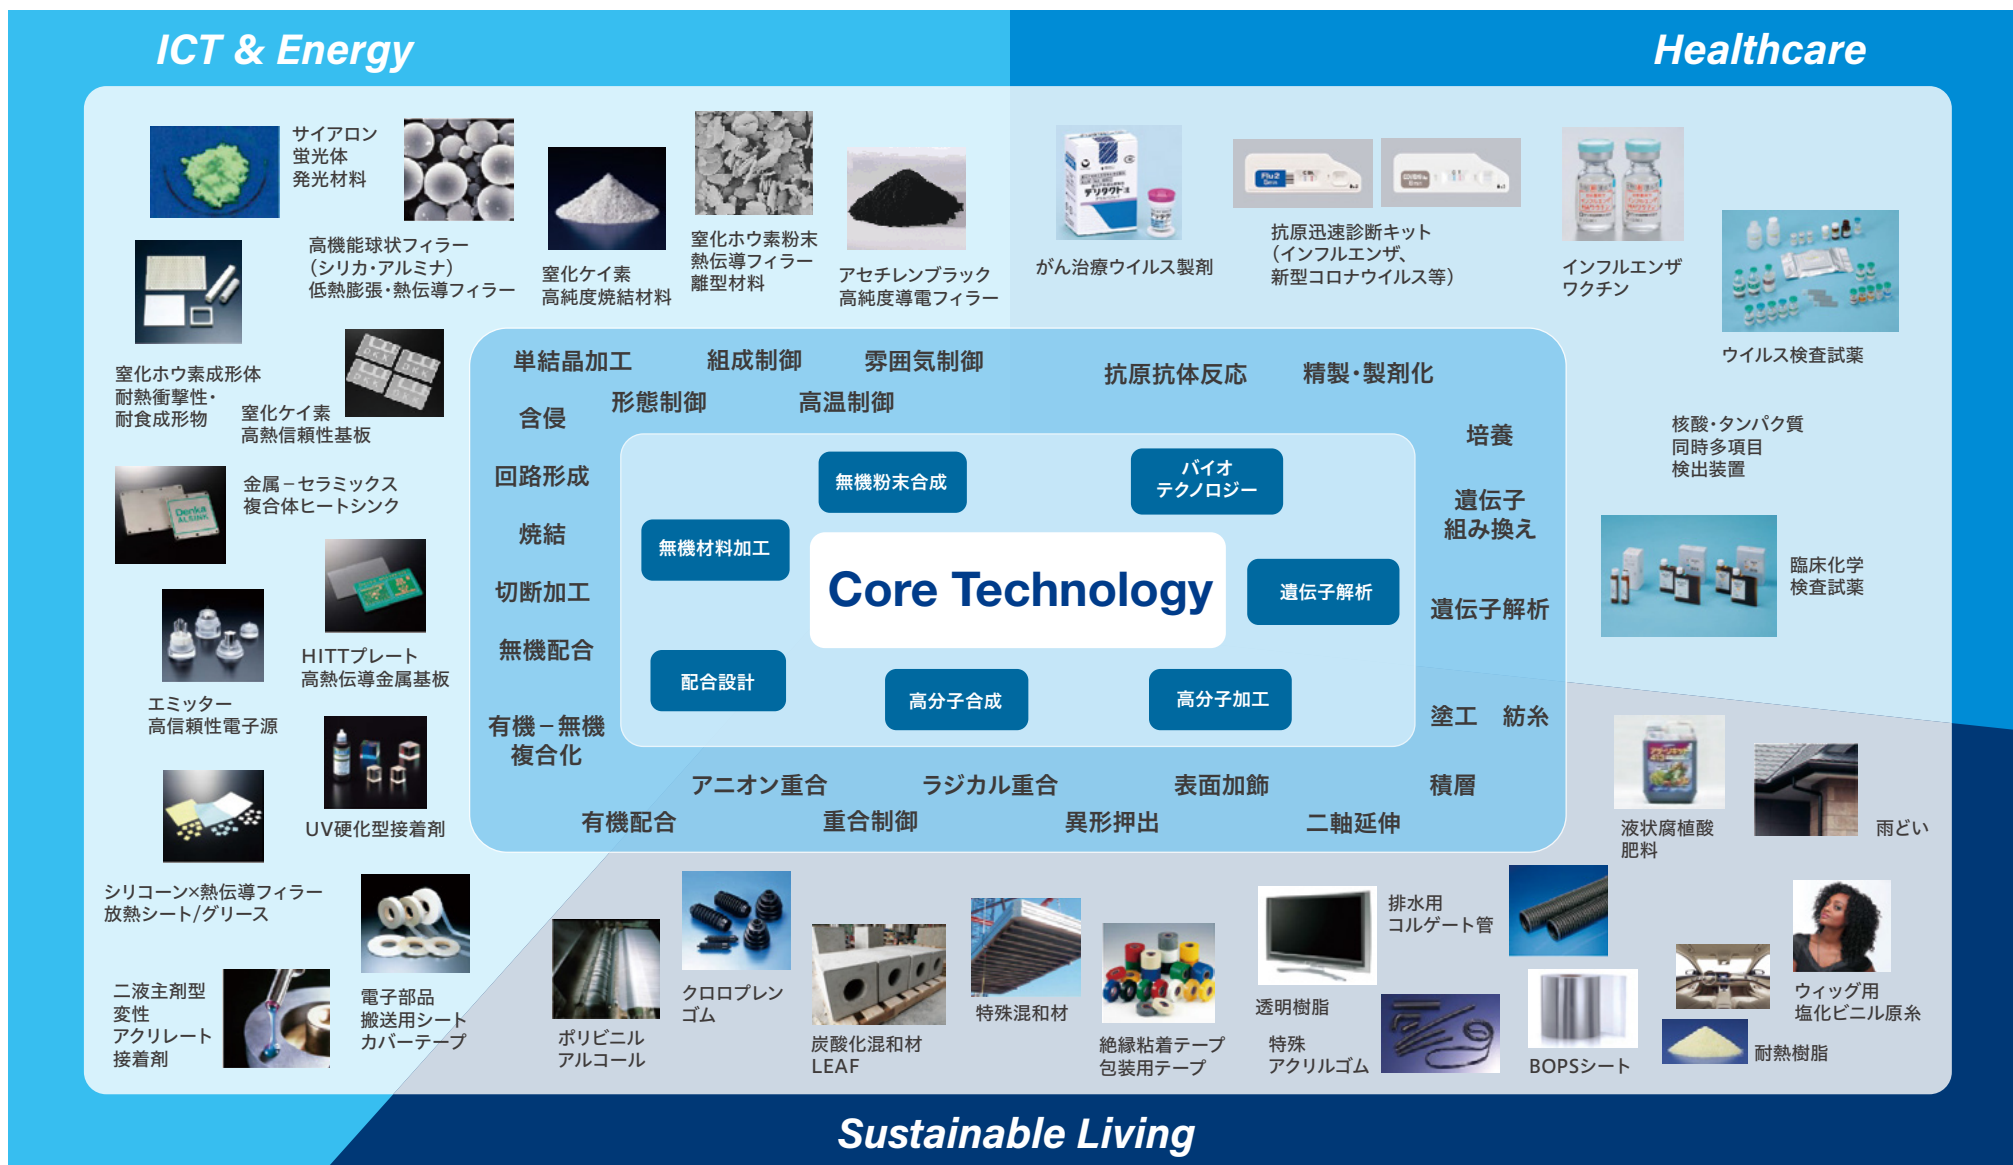 ICT & Energy
Healthcare
サイアロン
蛍光体
発光材料
高機能球状フィラー
（シリカ・アルミナ）
低熱膨張・熱伝導フィラー
窒化ケイ素
高純度焼結材料
窒化ホウ素粉末
熱伝導フィラー
離型材料
アセチレンブラック
高純度導電フィラー
がん治療ウイルス製剤
デリタクト注
Flu2
抗原迅速診断キット
（インフルエンザ、
新型コロナウイルス等）
インフルエンザ
ワクチン
ウイルス検査試薬
窒化ホウ素成形体
耐熱衝撃性・
耐食成形物
窒化ケイ素
高熱信頼性基板
金属－セラミックス
複合体ヒートシンク
Denka
ALSINK
HITTプレート
高熱伝導金属基板
エミッター
高信頼性電子源
UV硬化型接着剤
シリコーン×熱伝導フィラー
放熱シート/グリース
電子部品
搬送用シート
カバーテープ
二液主剤型
変性
アクリレート
接着剤
単結晶加工
組成制御
雰囲気制御
形態制御
高温制御
含侵
回路形成
焼結
切断加工
無機配合
有機－無機
複合化
抗原抗体反応
精製・製剤化
培養
遺伝子
組み換え
遺伝子解析
塗工
紡糸
積層
アニオン重合
ラジカル重合
表面加飾
有機配合
重合制御
異形押出
二軸延伸
無機粉末合成
バイオ
テクノロジー
無機材料加工
Core Technology
遺伝子解析
配合設計
高分子合成
高分子加工
核酸・タンパク質
同時多項目
検出装置
臨床化学
検査試薬
液状腐植酸
肥料
雨どい
ポリビニル
アルコール
クロロプレン
ゴム
炭酸化混和材
LEAF
特殊混和材
絶縁粘着テープ
包装用テープ
透明樹脂
特殊
アクリルゴム
排水用
コルゲート管
BOPSシート
ウィッグ用
塩化ビニル原糸
耐熱樹脂
Sustainable Living